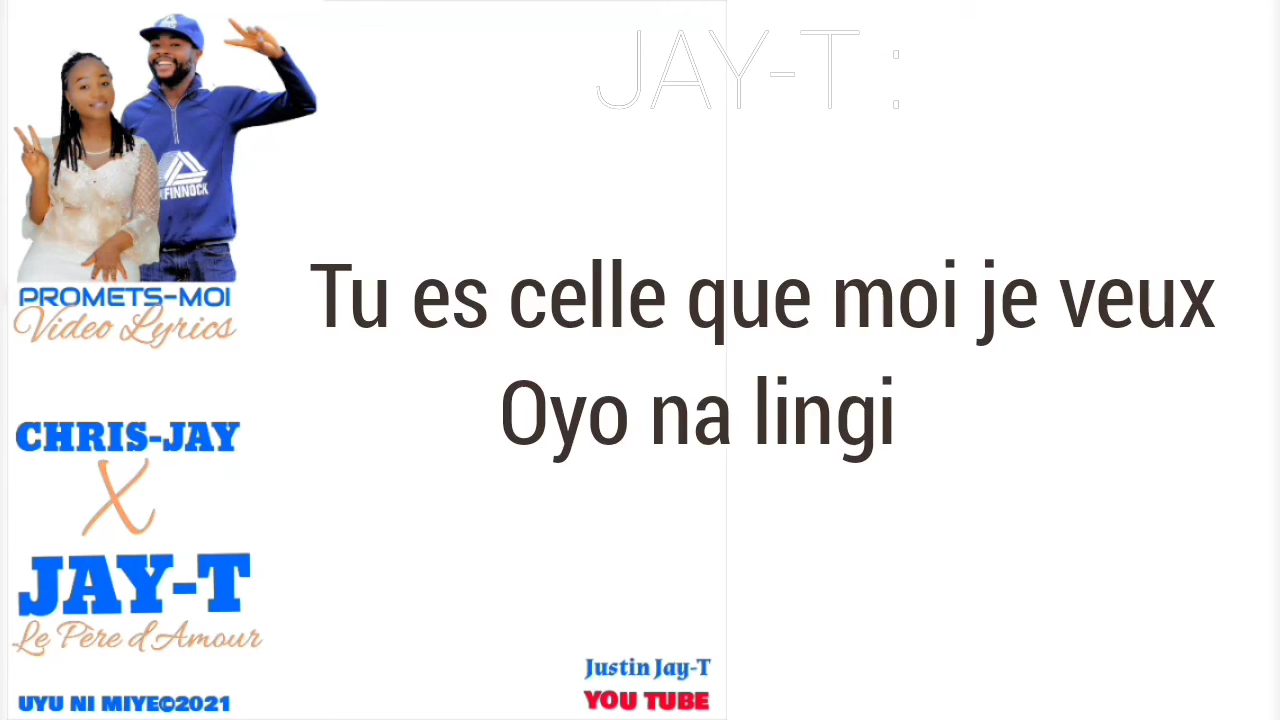 JAY-T :
FINNOCK
PROMETS-MOI
Video Lyrics
Tu es celle que moi je veux
Oyo na lingi
CHRIS-JAY
X
JAY-T
Le Père d'Amour
UYU NI MIYE©2021
Justin Jay-T
YOU TUBE